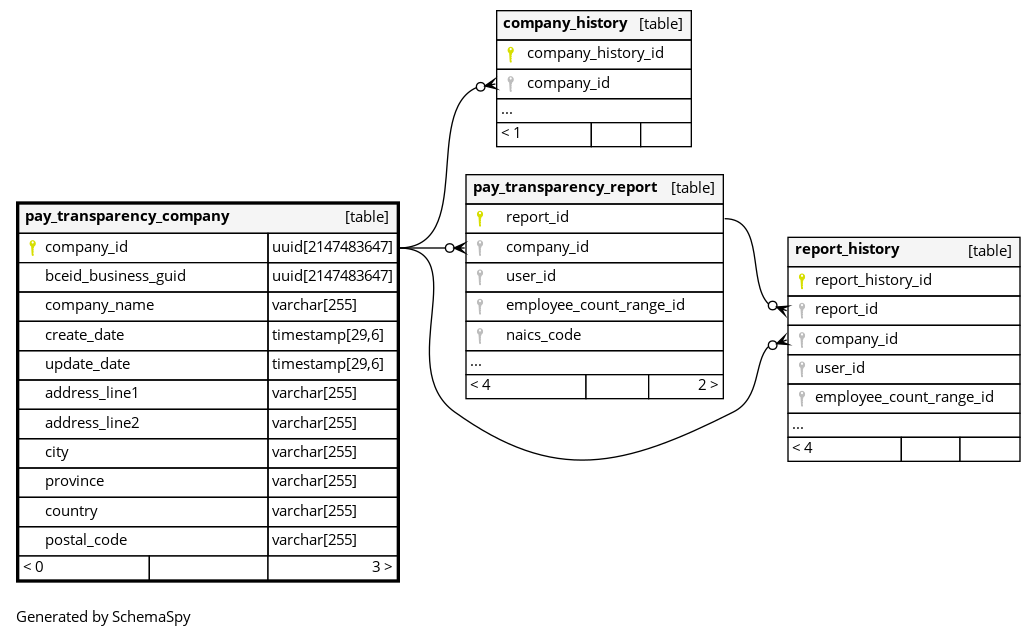 company_history [table]
company_history_id
company_id
...
< 1
pay_transparency_report [table]
report_id
company_id
user_id
employee_count_range_id
naics_code
...
< 4 2 >
pay_transparency_company [table]
company_id uuid[2147483647]
bceid_business_guid uuid[2147483647]
company_name varchar[255]
create_date timestamp[29,6]
update_date timestamp[29,6]
address_line1 varchar[255]
address_line2 varchar[255]
city varchar[255]
province varchar[255]
country varchar[255]
postal_code varchar[255]
< 0 3 >
report_history [table]
report_history_id
report_id
company_id
user_id
employee_count_range_id
...
< 4
Generated by SchemaSpy